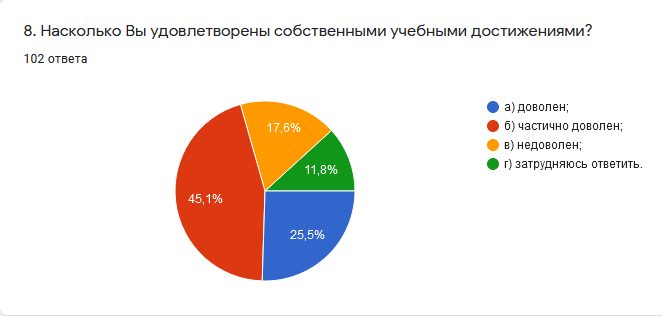 8. Насколько Вы удовлетворены собственными учебными достижениями?
102 ответа
а) доволен;
б) частично доволен;
в) недоволен;
г) затрудняюсь ответить.
17,6%
11,8%
45,1%
25,5%